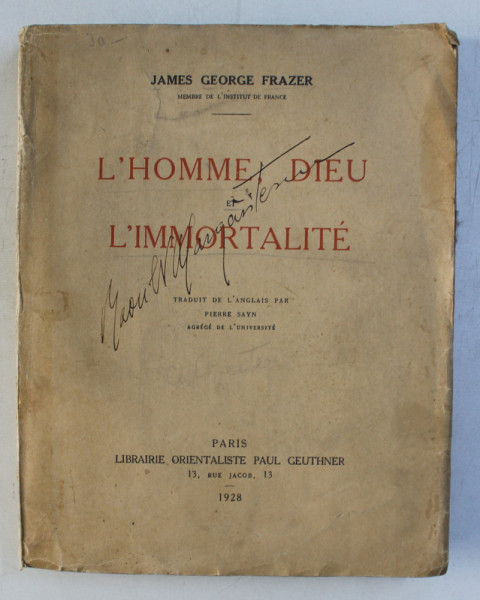 30 —
JAMES GEORGE FRAZER
MEMBRE DE L'INSTITUT DE FRANCE
L'HOMME, DIEU
ET
L'IMMORTALITÉ
TRADUIT DE L'ANGLAIS PAR
PIERRE SAYN
AGRÉGÉ DE L'UNIVERSITÉ
PARIS
LIBRAIRIE ORIENTALISTE PAUL GEUTHNER
13, RUE JACOB, 13
1928